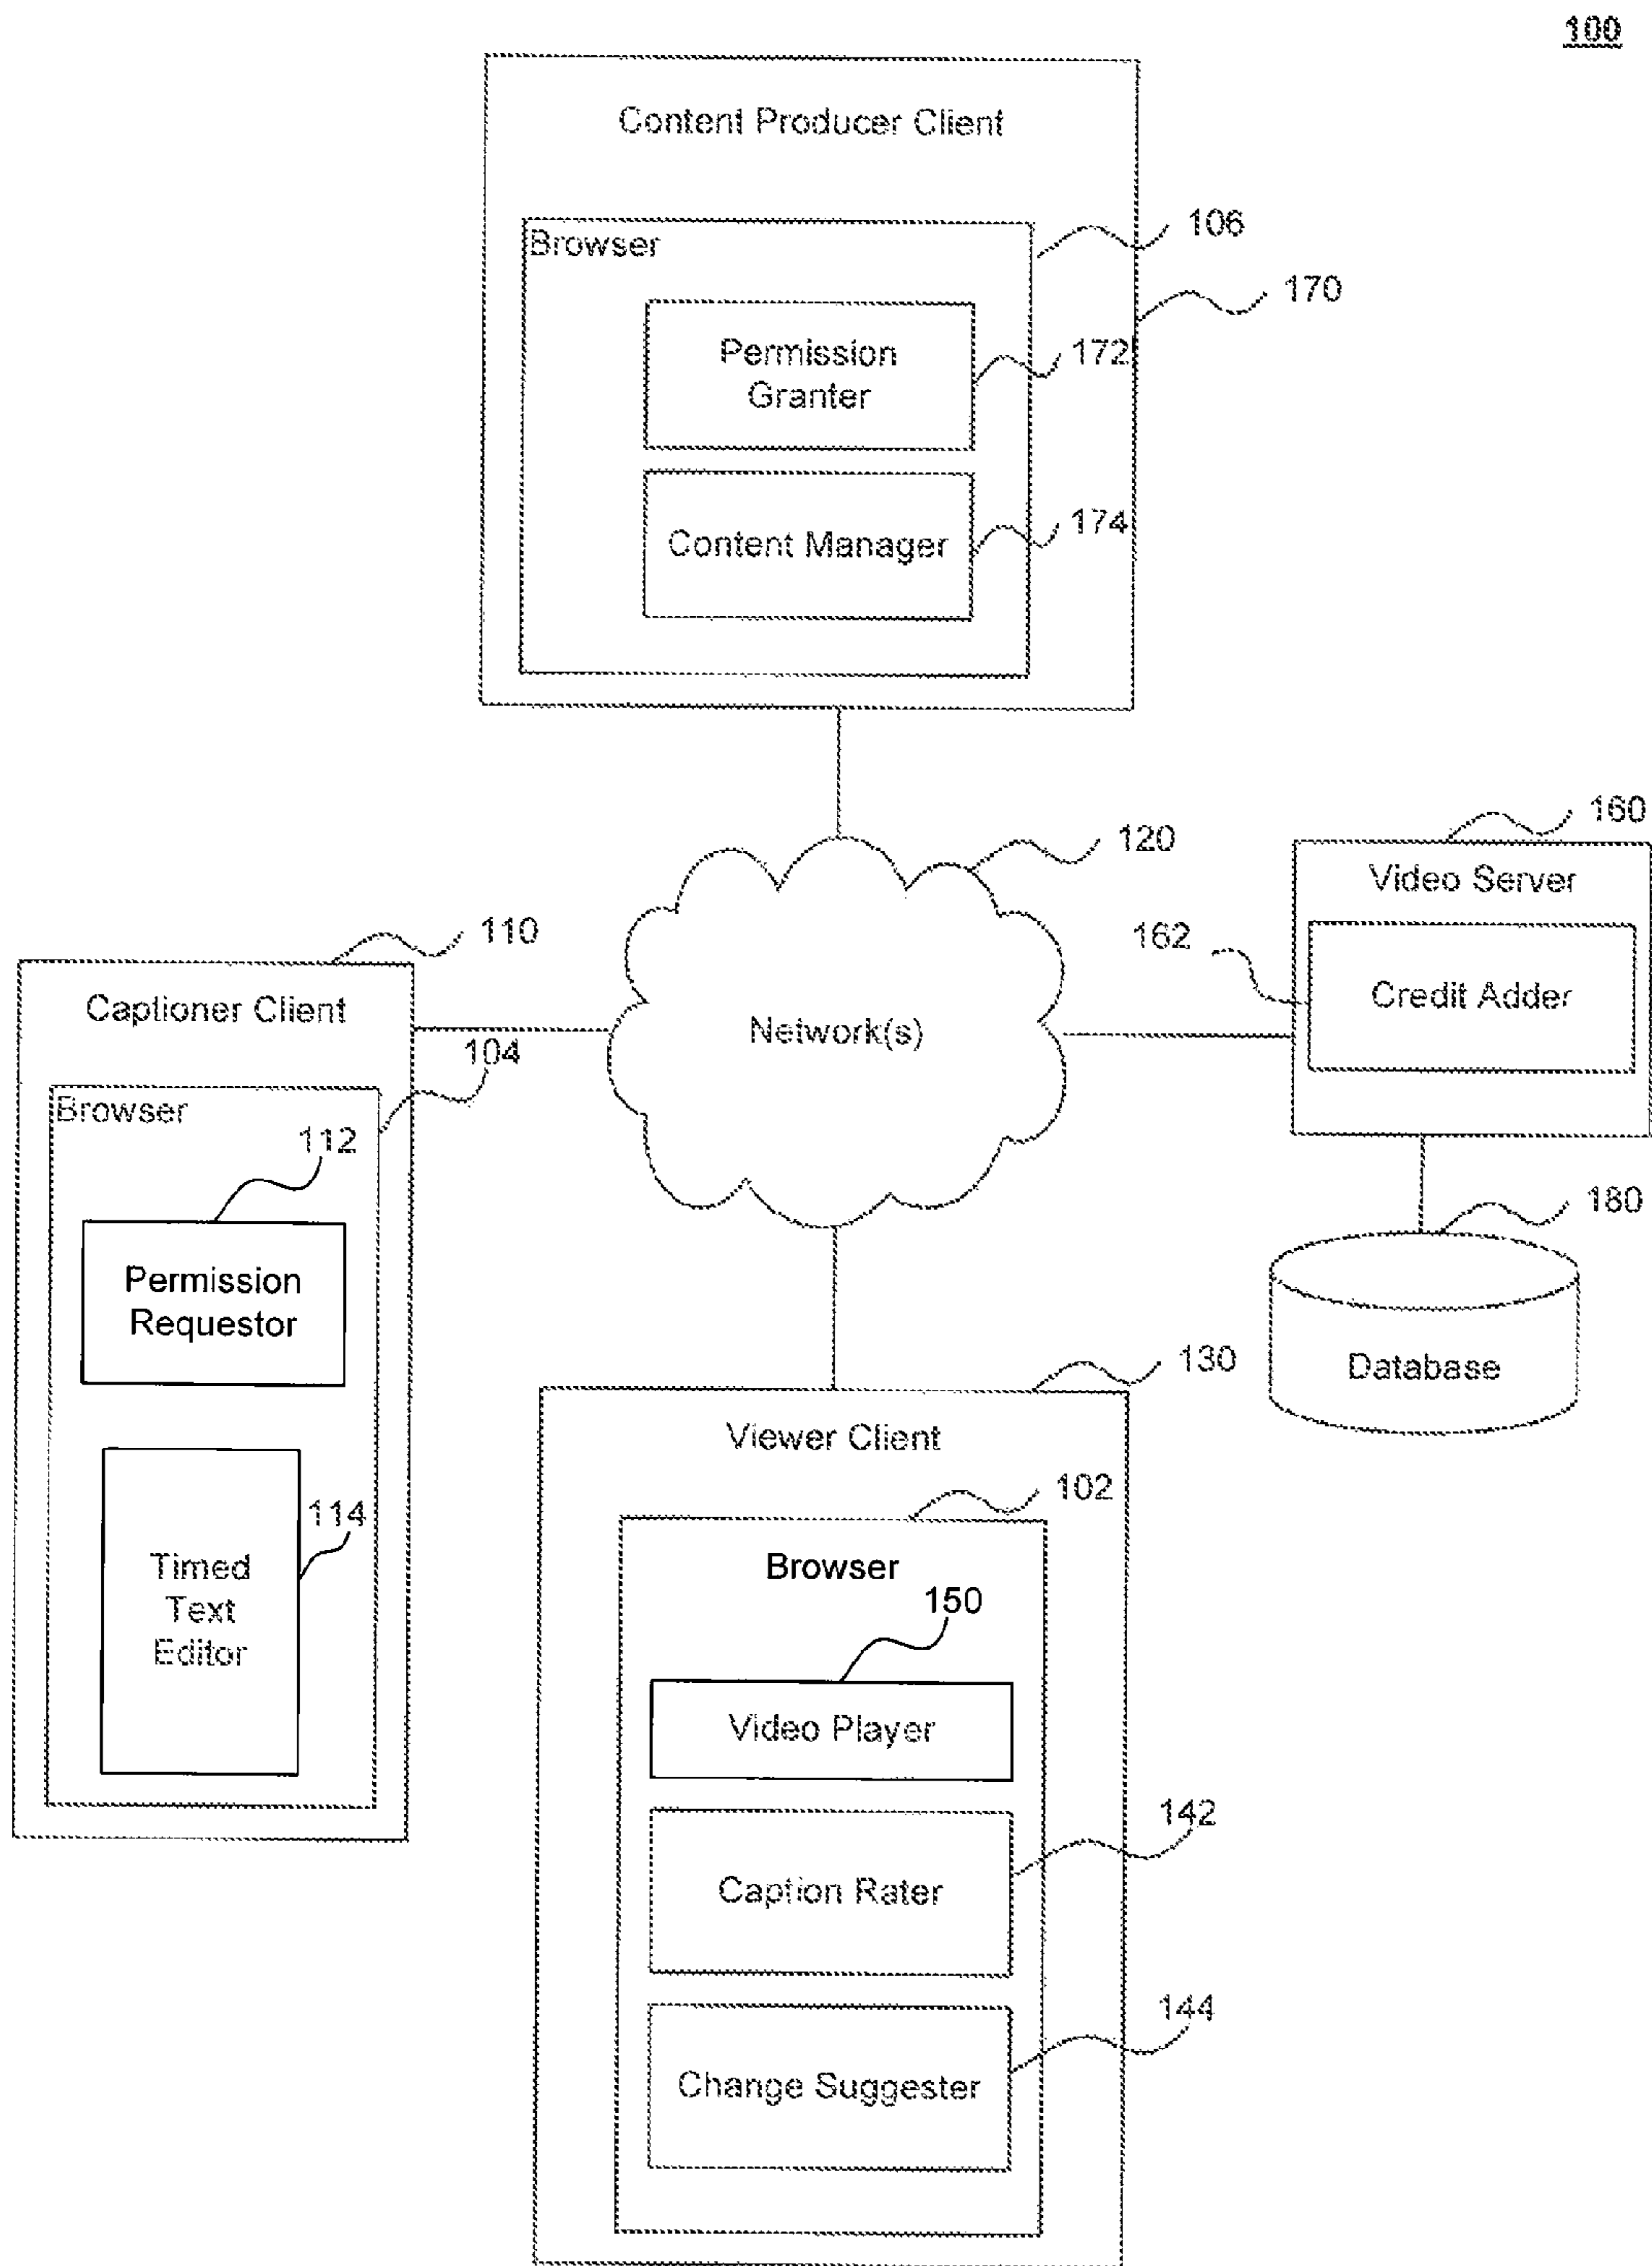 100
Content Producer Client
Browser
106
170
Permission
Granter
172
Content Manager
174
120
160
Video Server
110
162
Credit Adder
Captioner Client
Network(s)
104
Browser
112
180
Permission
Requestor
130
Database
Viewer Client
102
114
Timed
Text
Editor
Browser
150
Video Player
142
Caption Rater
144
Change Suggester